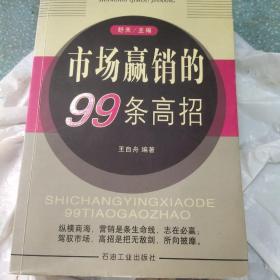 舒天／主编
市场赢销的
99条高招
王自舟 编著
SHICHANGYINGXIAODE
99TIAOGAOZHAO
纵横商海，营销是条生命线，志在必赢；
驾驭市场，高招是把无敌剑，所向披靡。
石油工业出版社